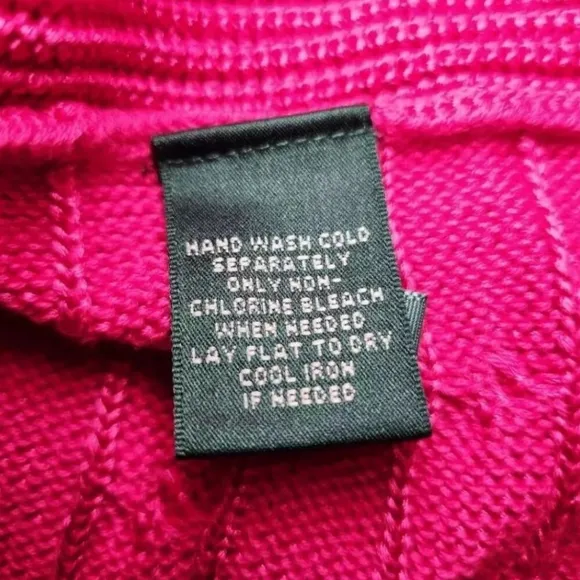 HAND WASH COLD
SEPARATELY
ONLY NON-
CHLORINE BLEACH
WHEN NEEDED
LAY FLAT TO DRY
COOL IRON
IF NEEDED